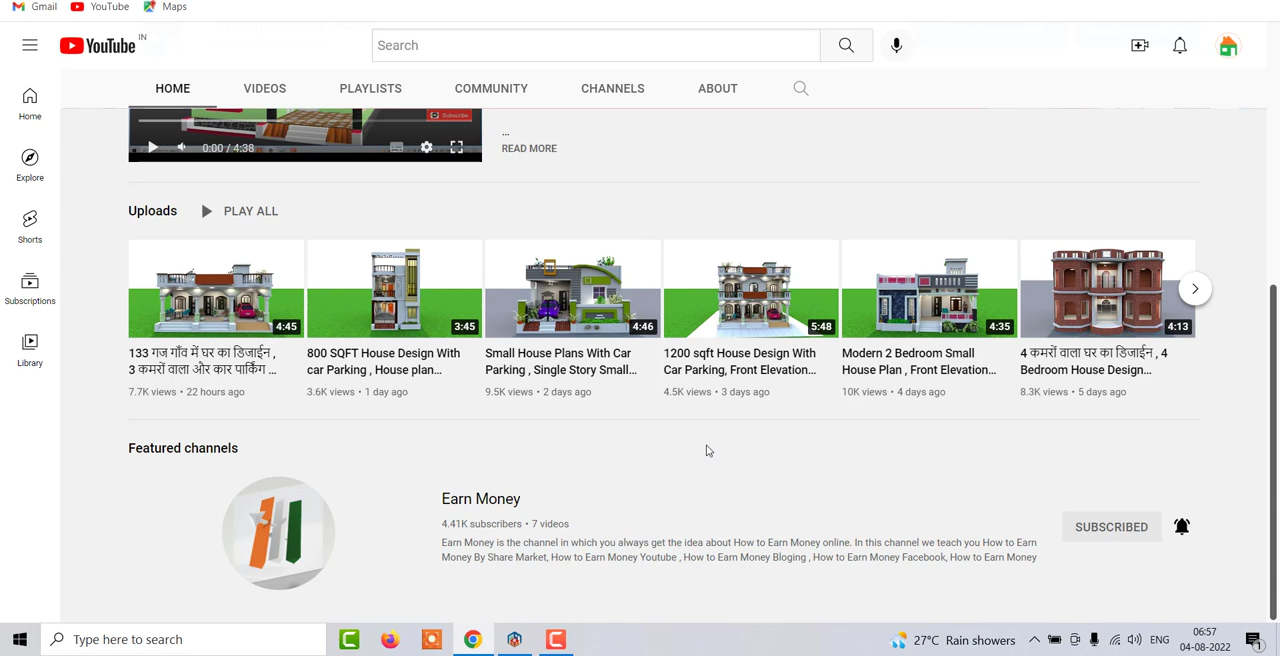 Gmail YouTube Maps
YouTube IN
Search
HOME VIDEOS PLAYLISTS COMMUNITY CHANNELS ABOUT
Home
Explore
Shorts
Subscriptions
Library
Subscribe
0:00 / 4:38
...
READ MORE
Uploads PLAY ALL
4:45 3:45 4:46 5:48 4:35 4:13
133 गज गाँव में घर का डिजाईन ,
3 कमरों वाला ओर कार पार्किंग ...
7.7K views • 22 hours ago
800 SQFT House Design With
car Parking , House plan...
3.6K views • 1 day ago
Small House Plans With Car
Parking , Single Story Small...
9.5K views • 2 days ago
1200 sqft House Design With
Car Parking, Front Elevation...
4.5K views • 3 days ago
Modern 2 Bedroom Small
House Plan , Front Elevation...
10K views • 4 days ago
4 कमरों वाला घर का डिजाईन , 4
Bedroom House Design...
8.3K views • 5 days ago
Featured channels
Earn Money
4.41K subscribers • 7 videos
Earn Money is the channel in which you always get the idea about How to Earn Money online. In this channel we teach you How to Earn
Money By Share Market, How to Earn Money Youtube , How to Earn Money Bloging , How to Earn Money Facebook, How to Earn Money
SUBSCRIBED
Type here to search
27°C Rain showers
ENG
06:57
04-08-2022
1